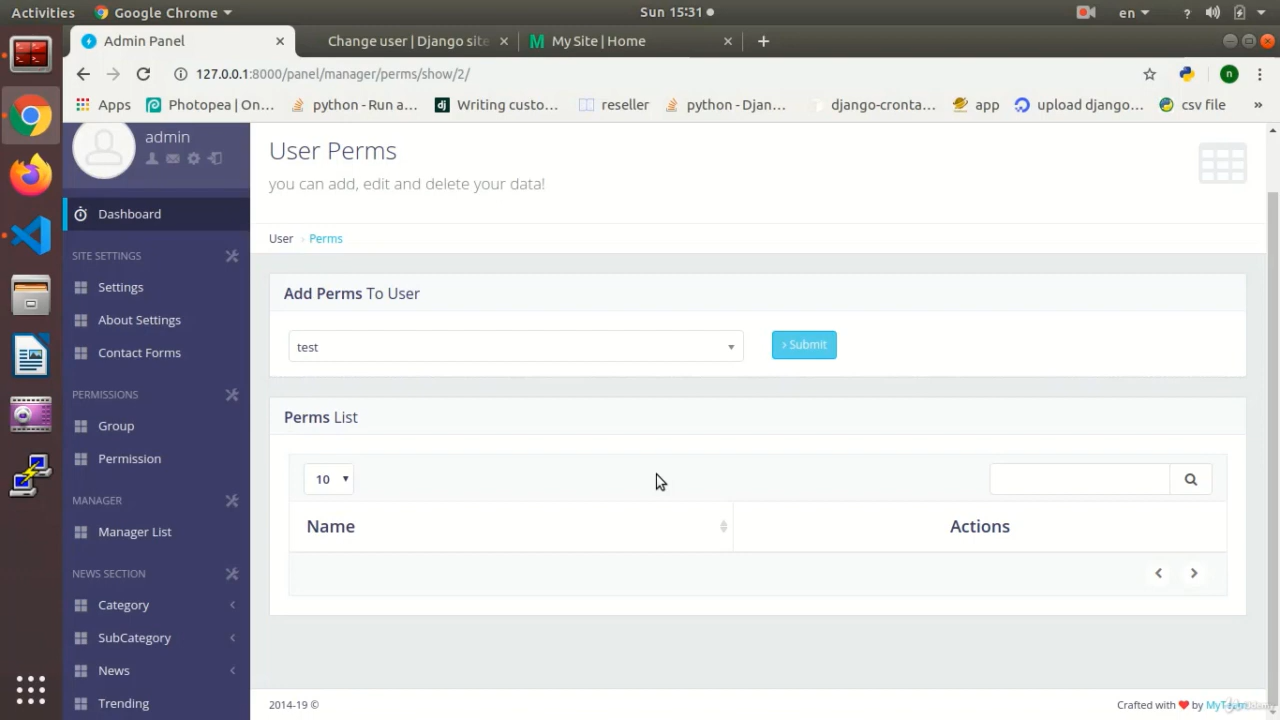 Activities
Google Chrome
Sun 15:31
en
?
Admin Panel
Change user | Django site
My Site | Home
127.0.0.1:8000/panel/manager/perms/show/2/
n
Apps
Photopea | On...
python - Run a...
dj
Writing custo...
reseller
python - Djan...
django-cronta...
app
upload django...
csv file
»
admin
Dashboard
SITE SETTINGS
Settings
About Settings
Contact Forms
PERMISSIONS
Group
Permission
MANAGER
Manager List
NEWS SECTION
Category
SubCategory
News
Trending
User Perms
you can add, edit and delete your data!
User › Perms
Add Perms To User
test
› Submit
Perms List
10
Name
Actions
2014-19 ©
Crafted with ❤ by